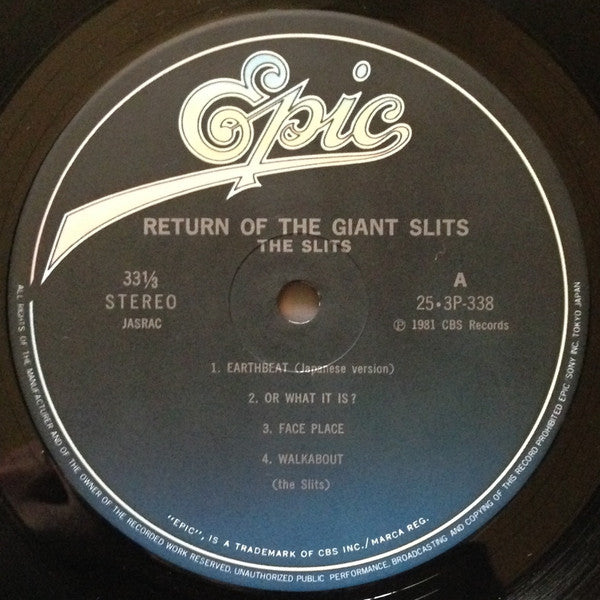 Epic
RETURN OF THE GIANT SLITS
THE SLITS
33⅓
STEREO
JASRAC
A
25・3P-338
Ⓟ 1981 CBS Records
1. EARTHBEAT (Japanese version)
2. OR WHAT IT IS?
3. FACE PLACE
4. WALKABOUT
(the Slits)
"EPIC", IS A TRADEMARK OF CBS INC./MARCA REG.
ALL RIGHTS OF THE MANUFACTURER AND OF THE OWNER OF THE RECORDED WORK RESERVED. UNAUTHORIZED PUBLIC PERFORMANCE, BROADCASTING AND COPYING OF THIS RECORD PROHIBITED EPIC SONY INC. TOKYO JAPAN